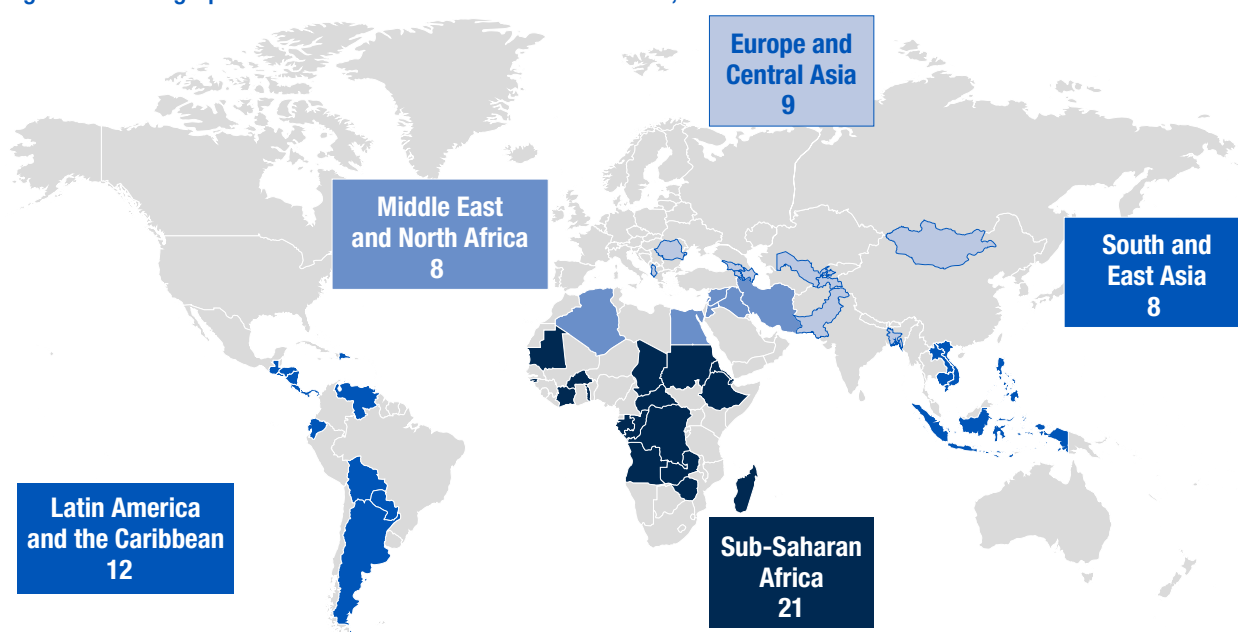 Europe and
Central Asia
9
Middle East
and North Africa
8
South and
East Asia
8
Latin America
and the Caribbean
12
Sub-Saharan
Africa
21